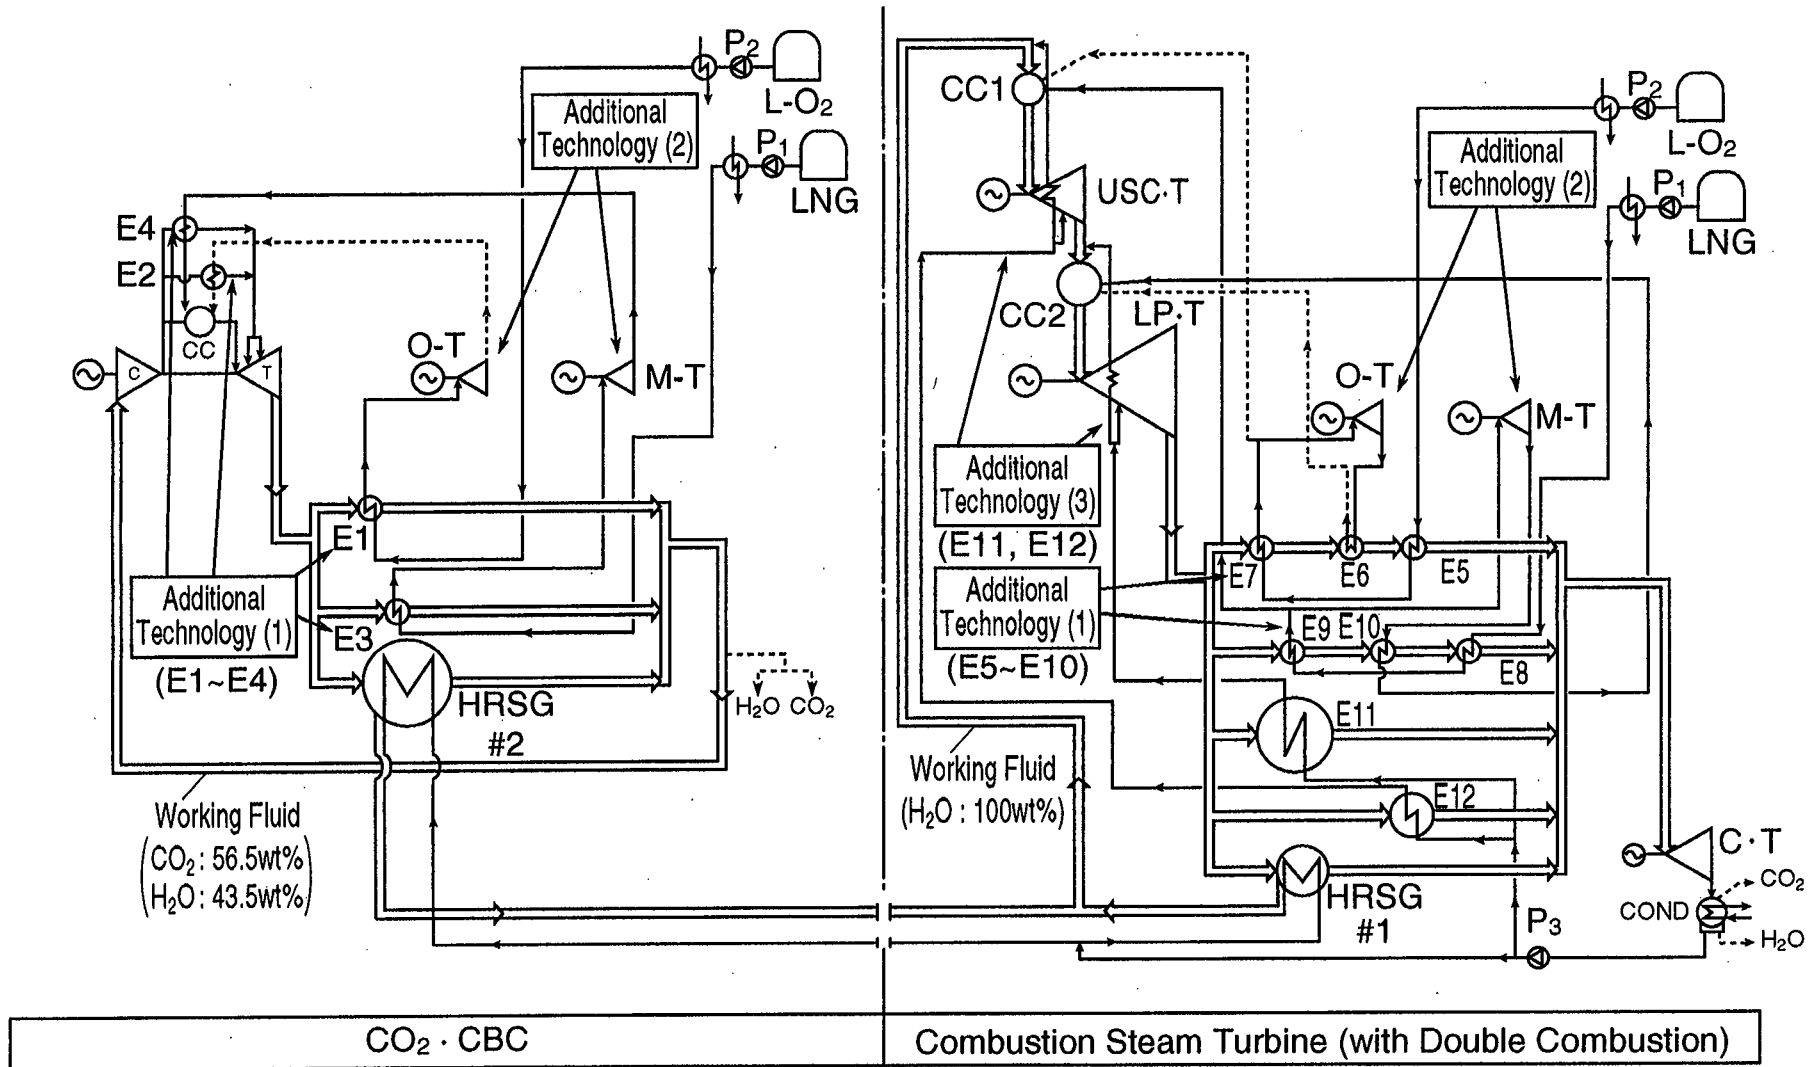 P2
L-O2
Additional
Technology (2)
P1
LNG
E4
E2
CC
C
T
O-T
M-T
E1
Additional
Technology (1)
(E1~E4)
E3
HRSG
#2
H2O CO2
Working Fluid
(CO2 : 56.5wt%
H2O : 43.5wt%)
CO2 · CBC
CC1
P2
L-O2
Additional
Technology (2)
P1
LNG
USC·T
CC2
LP·T
O-T
M-T
Additional
Technology (3)
(E11, E12)
E7
E6
E5
Additional
Technology (1)
(E5~E10)
E9 E10
E8
E11
Working Fluid
(H2O : 100wt%)
E12
C·T
CO2
COND
H2O
HRSG
#1
P3
Combustion Steam Turbine (with Double Combustion)